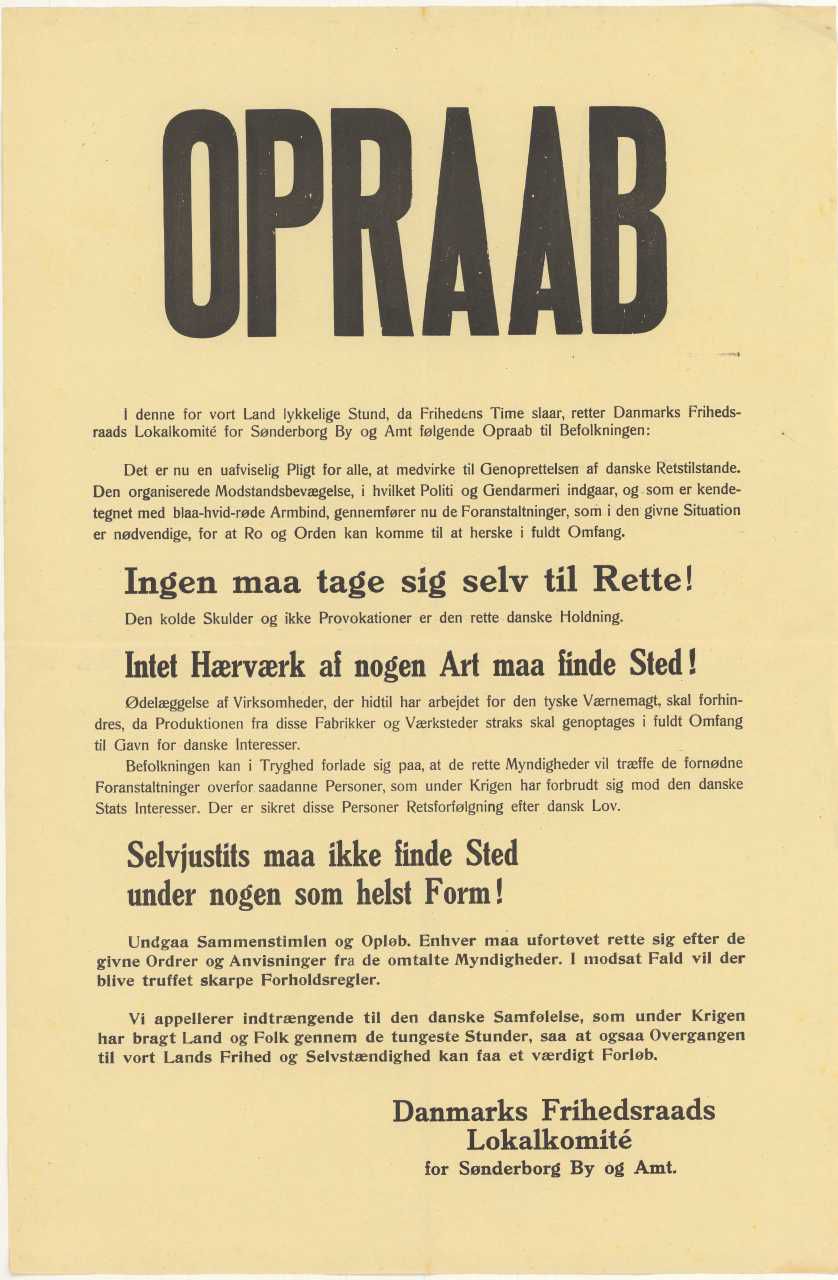 OPRAAB
I denne for vort Land lykkelige Stund, da Frihedens Time slaar, retter Danmarks Friheds-
raads Lokalkomité for Sønderborg By og Amt følgende Opraab til Befolkningen:
Det er nu en uafviselig Pligt for alle, at medvirke til Genoprettelsen af danske Retstilstande.
Den organiserede Modstandsbevægelse, i hvilket Politi og Gendarmeri indgaar, og som er kende-
tegnet med blaa-hvid-røde Armbind, gennemfører nu de Foranstaltninger, som i den givne Situation
er nødvendige, for at Ro og Orden kan komme til at herske i fuldt Omfang.
Ingen maa tage sig selv til Rette!
Den kolde Skulder og ikke Provokationer er den rette danske Holdning.
Intet Hærværk af nogen Art maa finde Sted!
Ødelæggelse af Virksomheder, der hidtil har arbejdet for den tyske Værnemagt, skal forhin-
dres, da Produktionen fra disse Fabrikker og Værksteder straks skal genoptages i fuldt Omfang
til Gavn for danske Interesser.
Befolkningen kan i Tryghed forlade sig paa, at de rette Myndigheder vil træffe de fornødne
Foranstaltninger overfor saadanne Personer, som under Krigen har forbrudt sig mod den danske
Stats Interesser. Der er sikret disse Personer Retsforfølgning efter dansk Lov.
Selvjustits maa ikke finde Sted
under nogen som helst Form!
Undgaa Sammenstimlen og Opløb. Enhver maa ufortøvet rette sig efter de
givne Ordrer og Anvisninger fra de omtalte Myndigheder. I modsat Fald vil der
blive truffet skarpe Forholdsregler.
Vi appellerer indtrængende til den danske Samfølelse, som under Krigen
har bragt Land og Folk gennem de tungeste Stunder, saa at ogsaa Overgangen
til vort Lands Frihed og Selvstændighed kan faa et værdigt Forløb.
Danmarks Frihedsraads
Lokalkomité
for Sønderborg By og Amt.